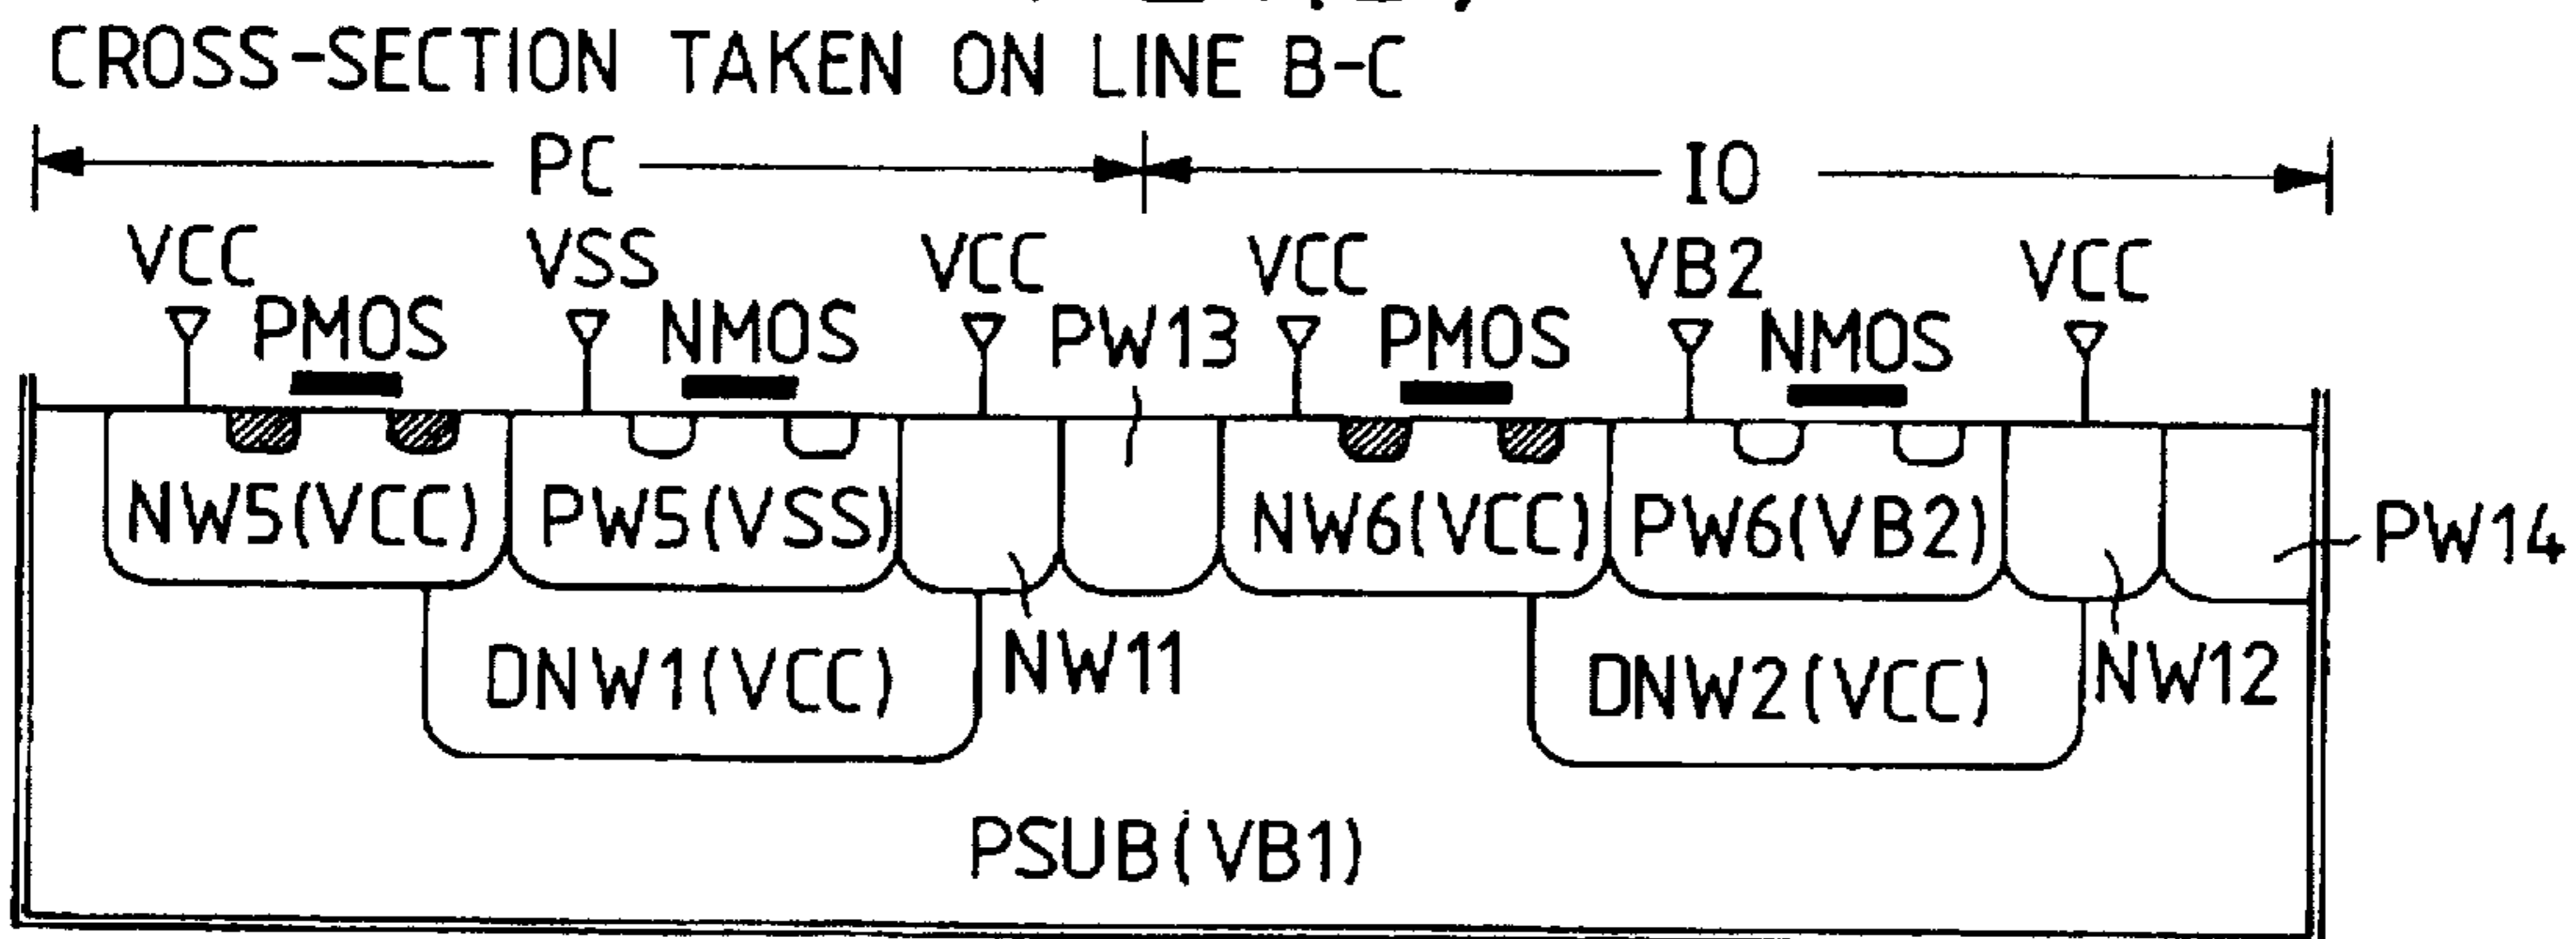 CROSS-SECTION TAKEN ON LINE B-C
PC IO
VCC VSS VCC VCC VB2 VCC
PMOS NMOS PW13 PMOS NMOS
NW5(VCC) PW5(VSS) NW6(VCC) PW6(VB2) PW14
DNW1(VCC) NW11 DNW2(VCC) NW12
PSUB(VB1)